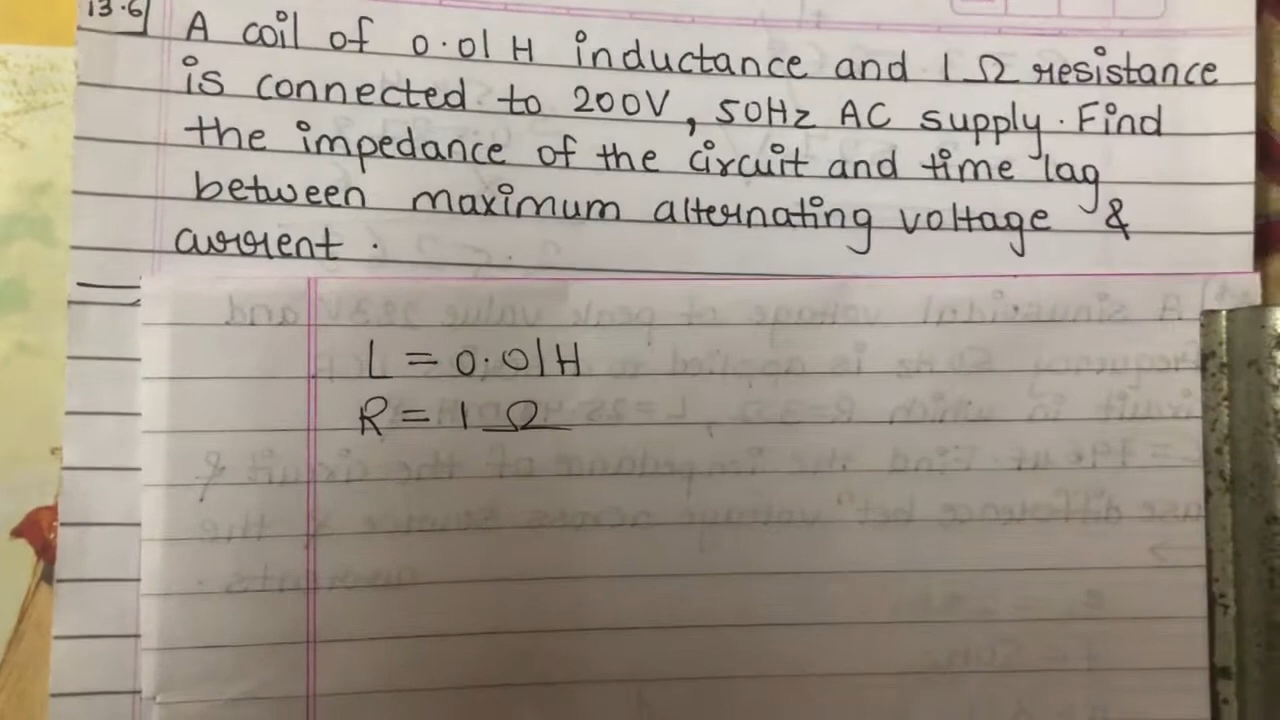 13.6]
A coil of 0.01 H inductance and 1 Ω resistance
is connected to 200V, 50Hz AC supply. Find
the impedance of the circuit and time lag
between maximum alternating voltage &
current.
L = 0.01H
R = 1 Ω